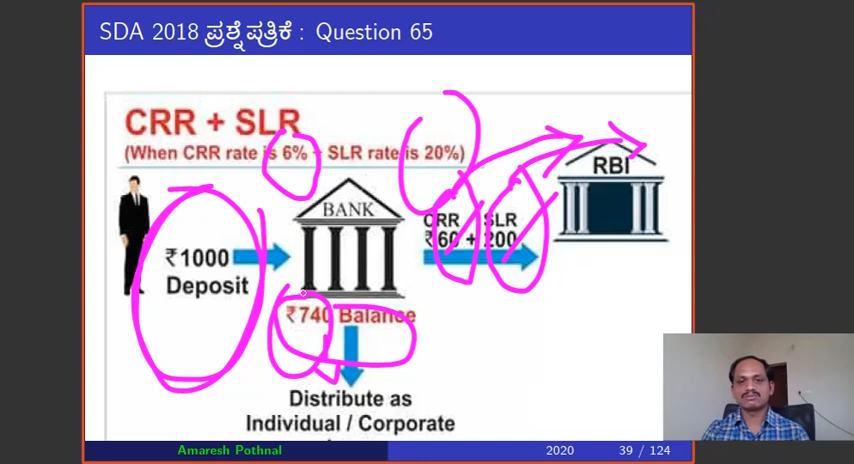 SDA 2018 ಪ್ರಶ್ನೆ ಪತ್ರಿಕೆ : Question 65
CRR + SLR
(When CRR rate is 6% + SLR rate is 20%)
RBI
BANK
CRR SLR
₹60 + 200
₹1000
Deposit
₹740 Balance
Distribute as
Individual / Corporate
Amaresh Pothnal 2020 39 / 124